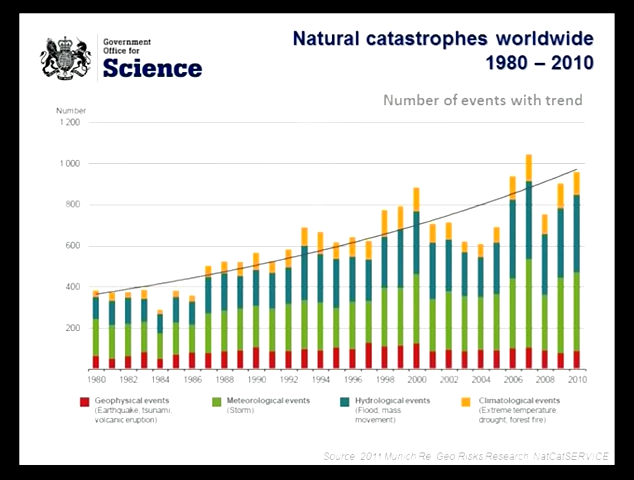 Government
Office for
Science
Natural catastrophes worldwide
1980 – 2010
Number of events with trend
Number
1 200
1 000
800
600
400
200
1980 1982 1984 1986 1988 1990 1992 1994 1996 1998 2000 2002 2004 2006 2008 2010
Geophysical events
(Earthquake, tsunami,
volcanic eruption)
Meteorological events
(Storm)
Hydrological events
(Flood, mass
movement)
Climatological events
(Extreme temperature,
drought, forest fire)
Source: 2011 Munich Re, Geo Risks Research, NatCatSERVICE